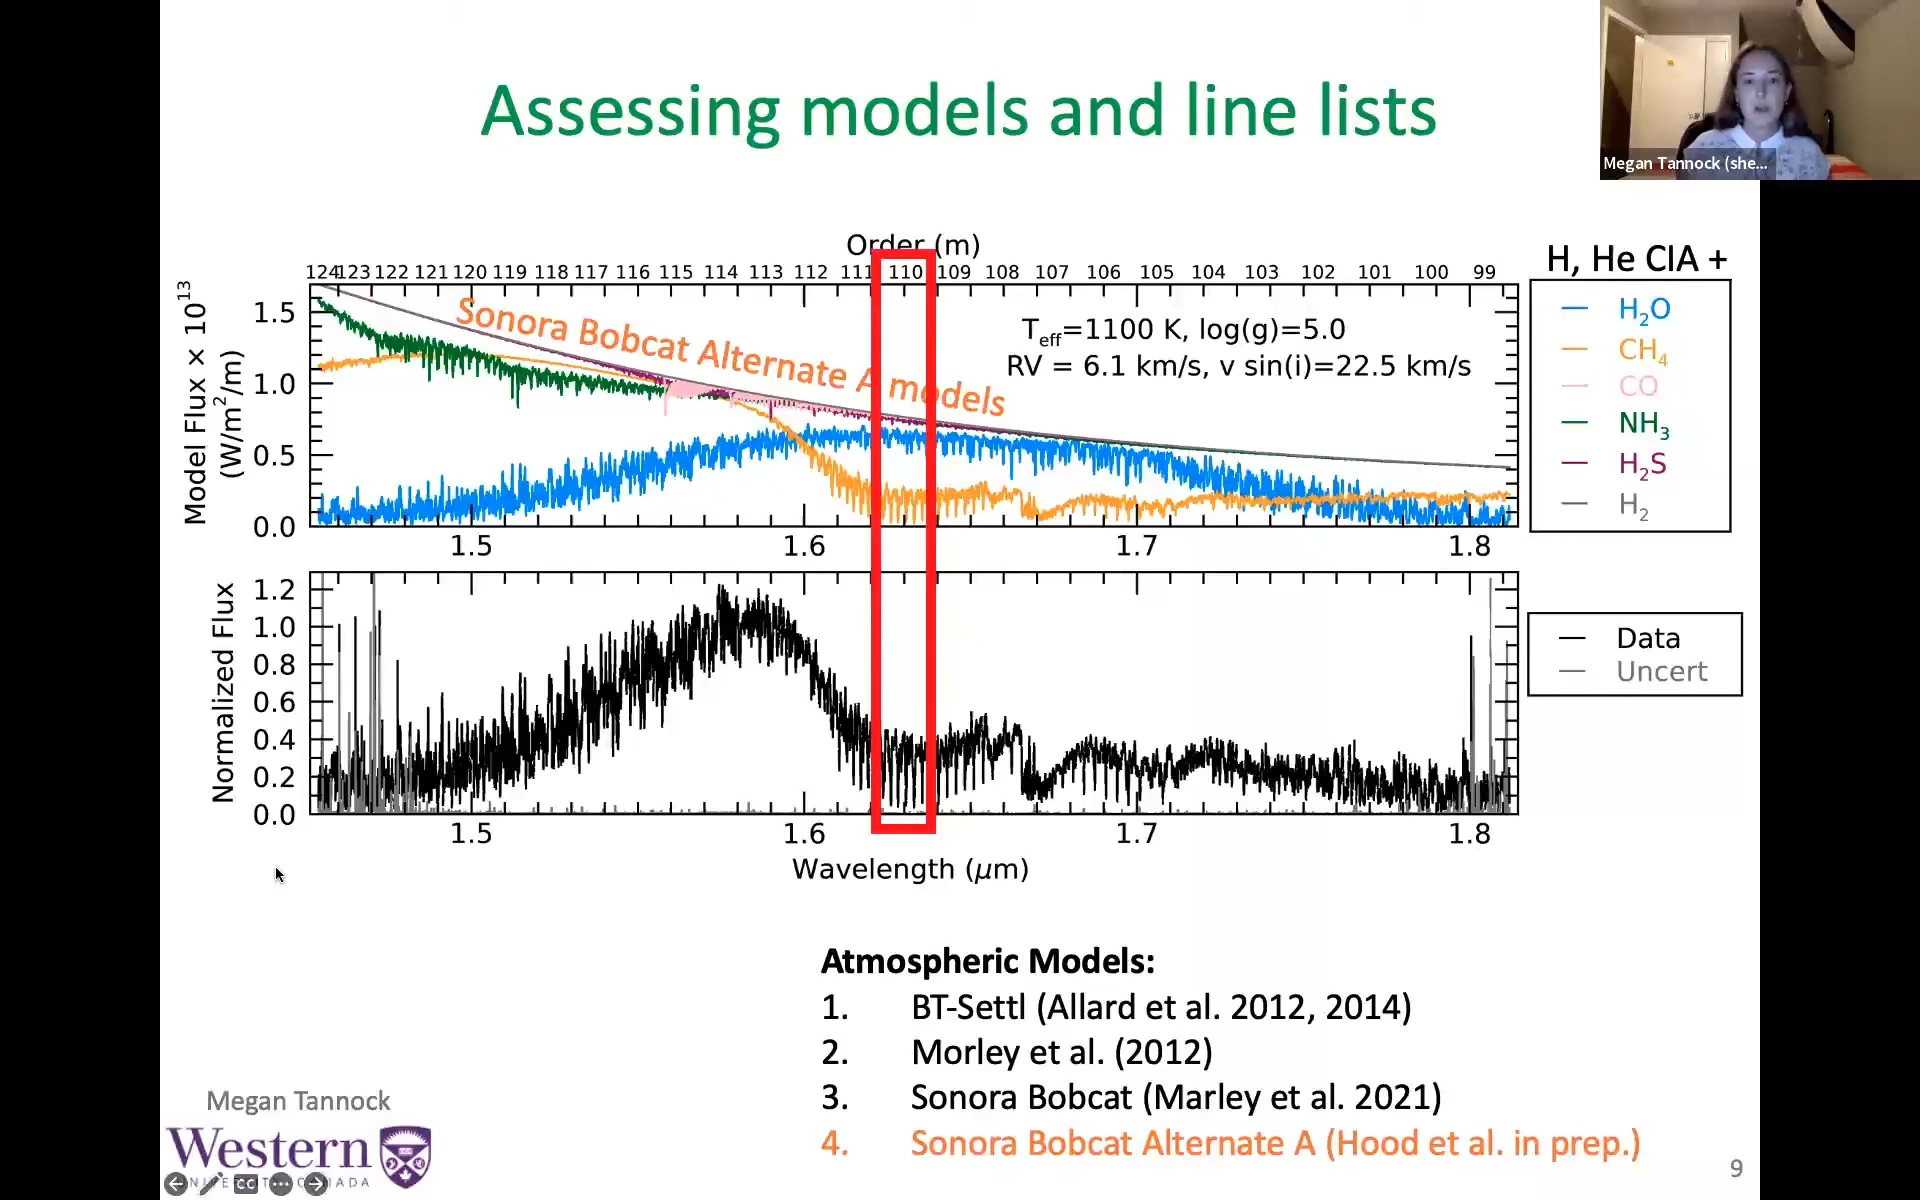 Assessing models and line lists
Megan Tannock (she...
Order (m)
124 123 122 121 120 119 118 117 116 115 114 113 112 111 110 109 108 107 106 105 104 103 102 101 100 99
H, He CIA +
Model Flux × 10¹³
(W/m²/m)
1.5
1.0
0.5
0.0
Sonora Bobcat Alternate A models
Teff=1100 K, log(g)=5.0
RV = 6.1 km/s, v sin(i)=22.5 km/s
H₂O
CH₄
CO
NH₃
H₂S
H₂
1.5 1.6 1.7 1.8
Normalized Flux
1.2
1.0
0.8
0.6
0.4
0.2
0.0
Data
Uncert
1.5 1.6 1.7 1.8
Wavelength (μm)
Atmospheric Models:
1. BT-Settl (Allard et al. 2012, 2014)
2. Morley et al. (2012)
3. Sonora Bobcat (Marley et al. 2021)
4. Sonora Bobcat Alternate A (Hood et al. in prep.)
Megan Tannock
Western
9